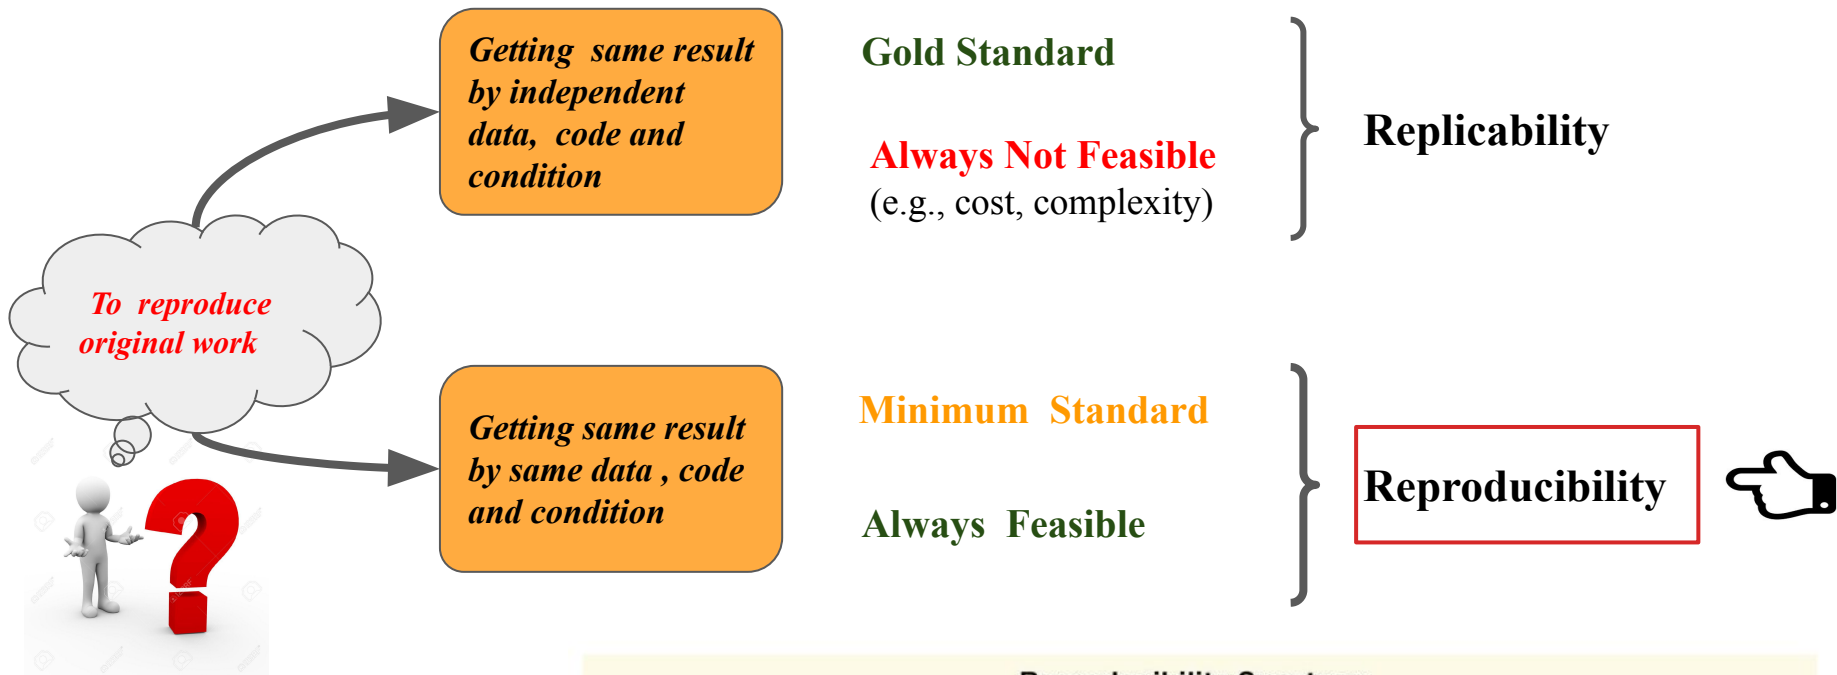 Getting same result
by independent
data, code and
condition
Gold Standard
Always Not Feasible
(e.g., cost, complexity)
Replicability
To reproduce
original work
Getting same result
by same data , code
and condition
Minimum Standard
Always Feasible
Reproducibility